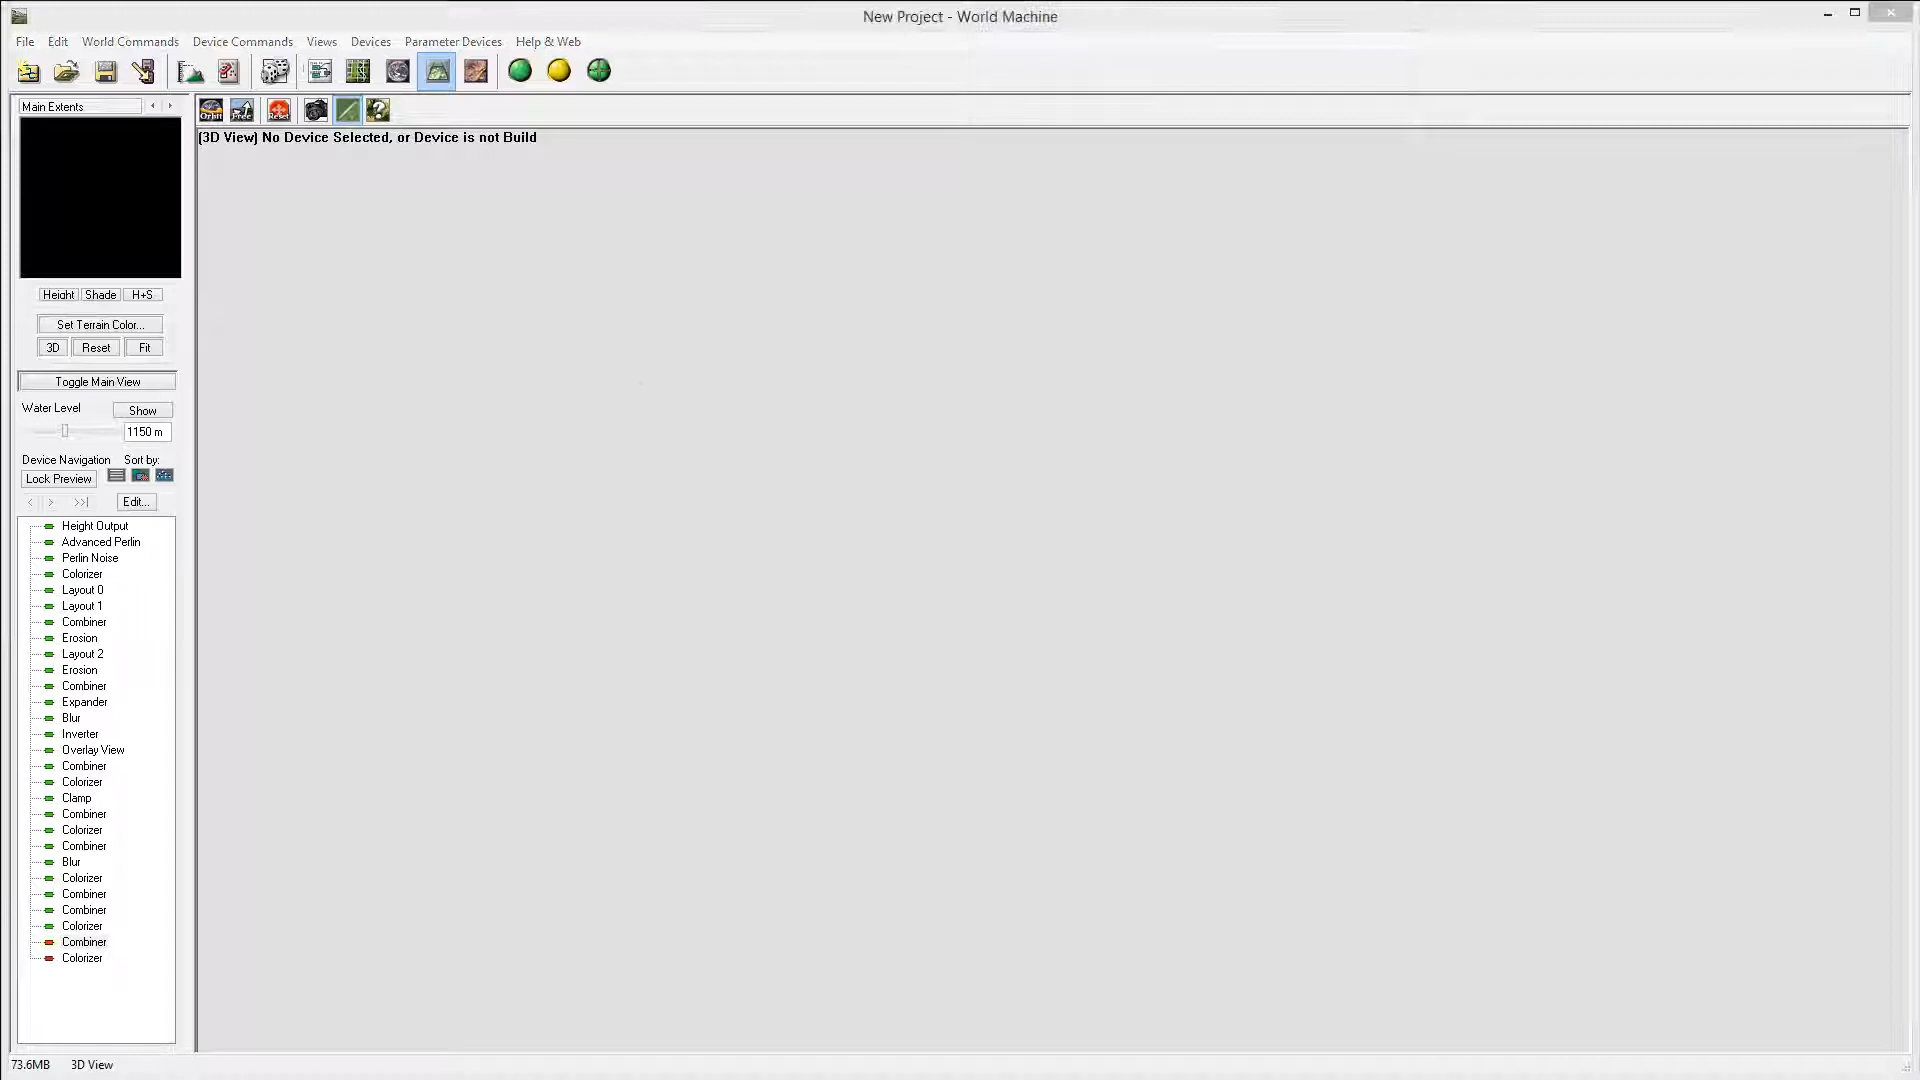 New Project - World Machine
File Edit World Commands Device Commands Views Devices Parameter Devices Help & Web
Main Extents
Orbit Free Reset
(3D View) No Device Selected, or Device is not Build
Height Shade H+S
Set Terrain Color...
3D Reset Fit
Toggle Main View
Water Level Show
1150 m
Device Navigation Sort by:
Lock Preview
< > >>| Edit...
Height Output
Advanced Perlin
Perlin Noise
Colorizer
Layout 0
Layout 1
Combiner
Erosion
Layout 2
Erosion
Combiner
Expander
Blur
Inverter
Overlay View
Combiner
Colorizer
Clamp
Combiner
Colorizer
Combiner
Blur
Colorizer
Combiner
Combiner
Colorizer
Combiner
Colorizer
73.6MB 3D View